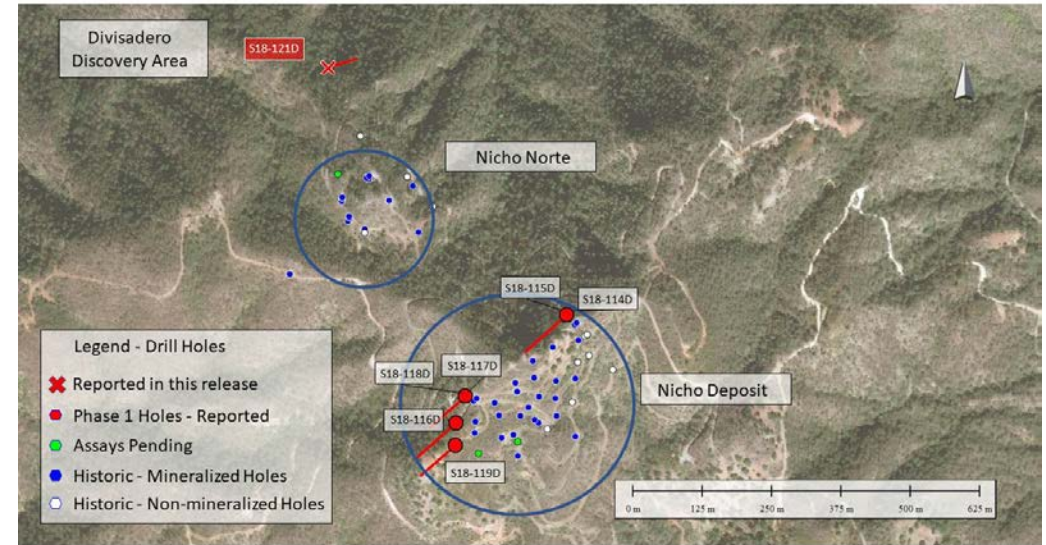 Divisadero
Discovery Area
S18-121D
Nicho Norte
S18-115D
S18-114D
S18-117D
S18-118D
S18-116D
S18-119D
Nicho Deposit
Legend - Drill Holes
Reported in this release
Phase 1 Holes - Reported
Assays Pending
Historic - Mineralized Holes
Historic - Non-mineralized Holes
0 m 125 m 250 m 375 m 500 m 625 m